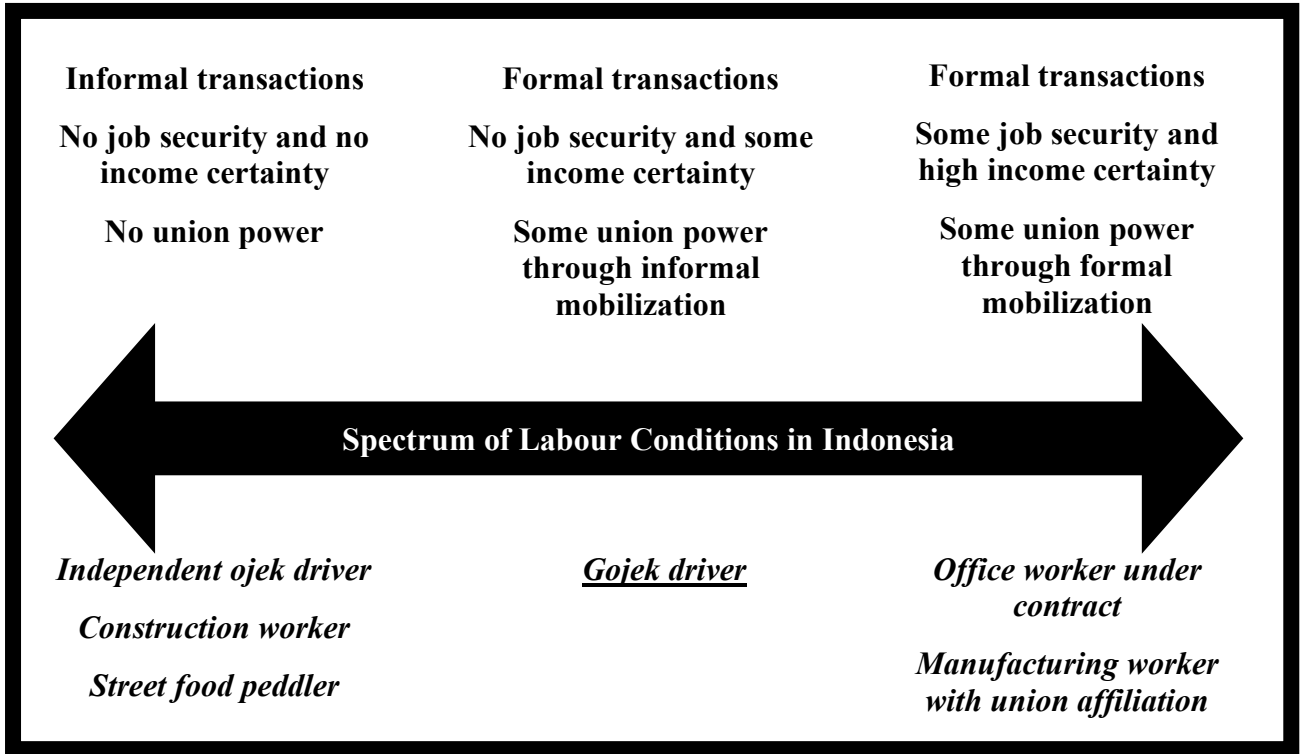 Informal transactions
No job security and no
income certainty
No union power
Formal transactions
No job security and some
income certainty
Some union power
through informal
mobilization
Formal transactions
Some job security and
high income certainty
Some union power
through formal
mobilization
Spectrum of Labour Conditions in Indonesia
Independent ojek driver
Construction worker
Street food peddler
Gojek driver
Office worker under
contract
Manufacturing worker
with union affiliation